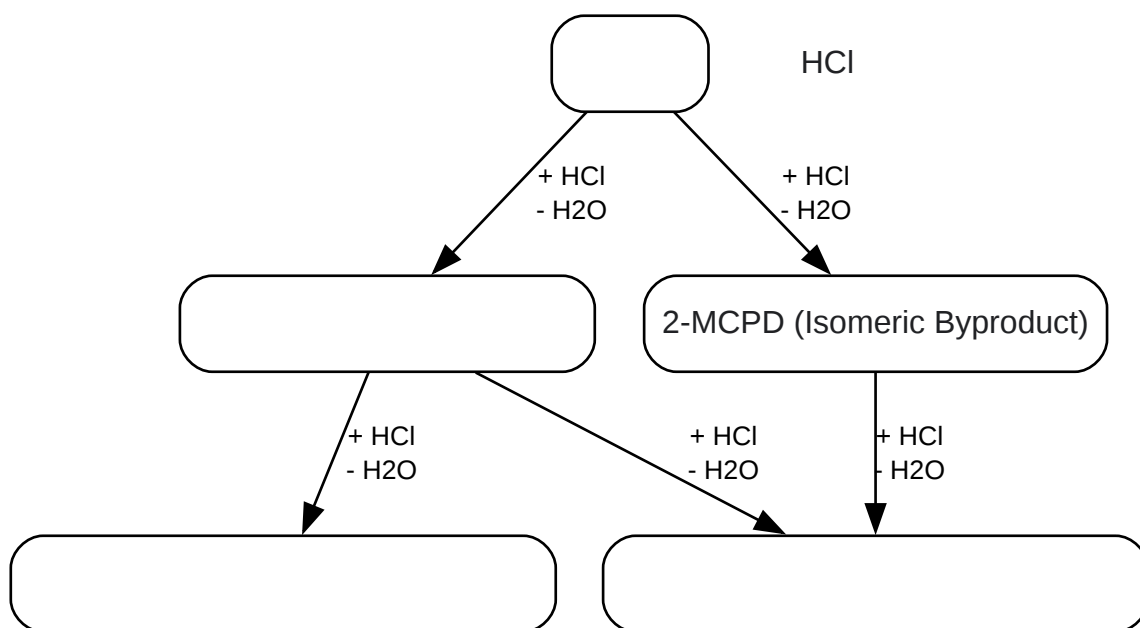 HCl
+ HCl
- H2O
+ HCl
- H2O
2-MCPD (Isomeric Byproduct)
+ HCl
- H2O
+ HCl
- H2O
+ HCl
- H2O